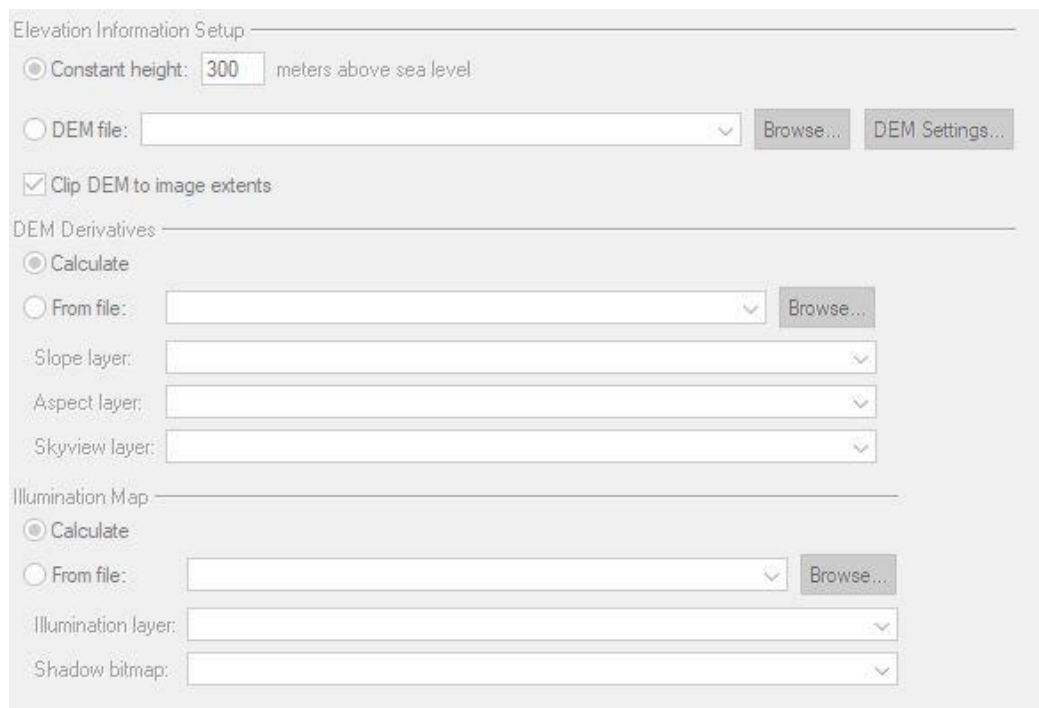 Elevation Information Setup
Constant height: 300 meters above sea level
DEM file: Browse... DEM Settings...
Clip DEM to image extents
DEM Derivatives
Calculate
From file: Browse...
Slope layer:
Aspect layer:
Skyview layer:
Illumination Map
Calculate
From file: Browse...
Illumination layer:
Shadow bitmap: